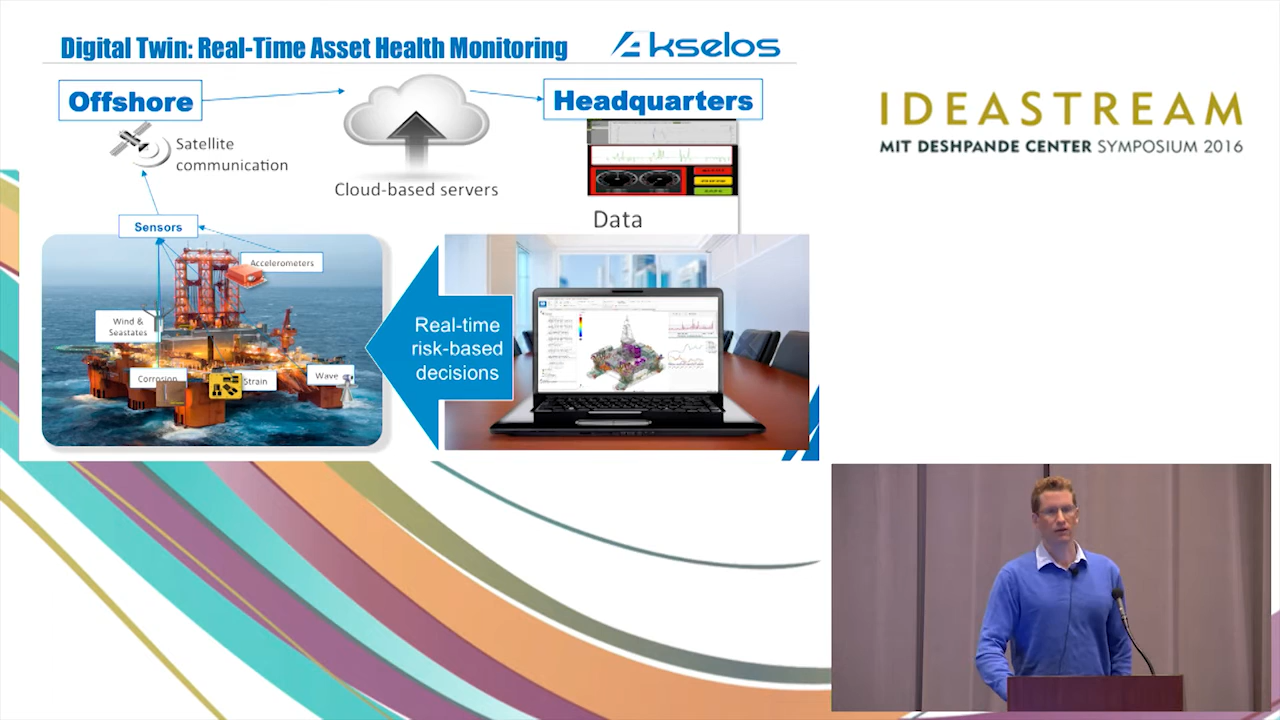 Digital Twin: Real-Time Asset Health Monitoring
Akselos
Offshore
Headquarters
Satellite
communication
Cloud-based servers
Data
Sensors
Accelerometers
Wind &
Seastates
Corrosion
Strain
Wave
Real-time
risk-based
decisions
IDEASTREAM
MIT DESHPANDE CENTER SYMPOSIUM 2016